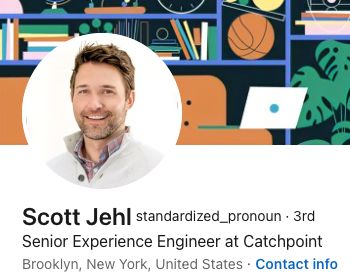 Scott Jehl standardized_pronoun · 3rd
Senior Experience Engineer at Catchpoint
Brooklyn, New York, United States · Contact info